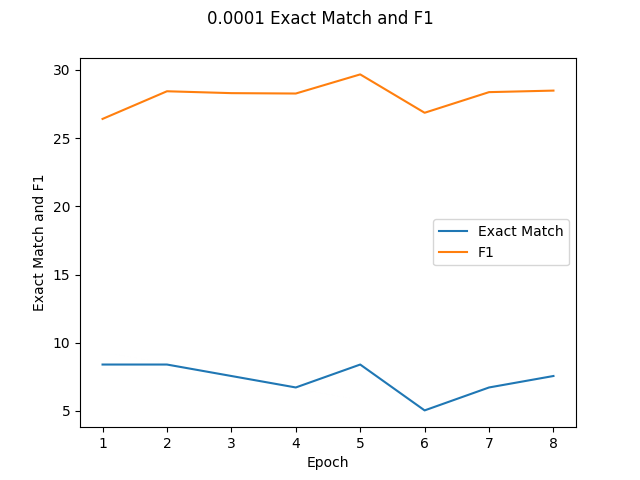 0.0001 Exact Match and F1
Exact Match and F1
30
25
20
15
10
5
Exact Match
F1
1 2 3 4 5 6 7 8
Epoch